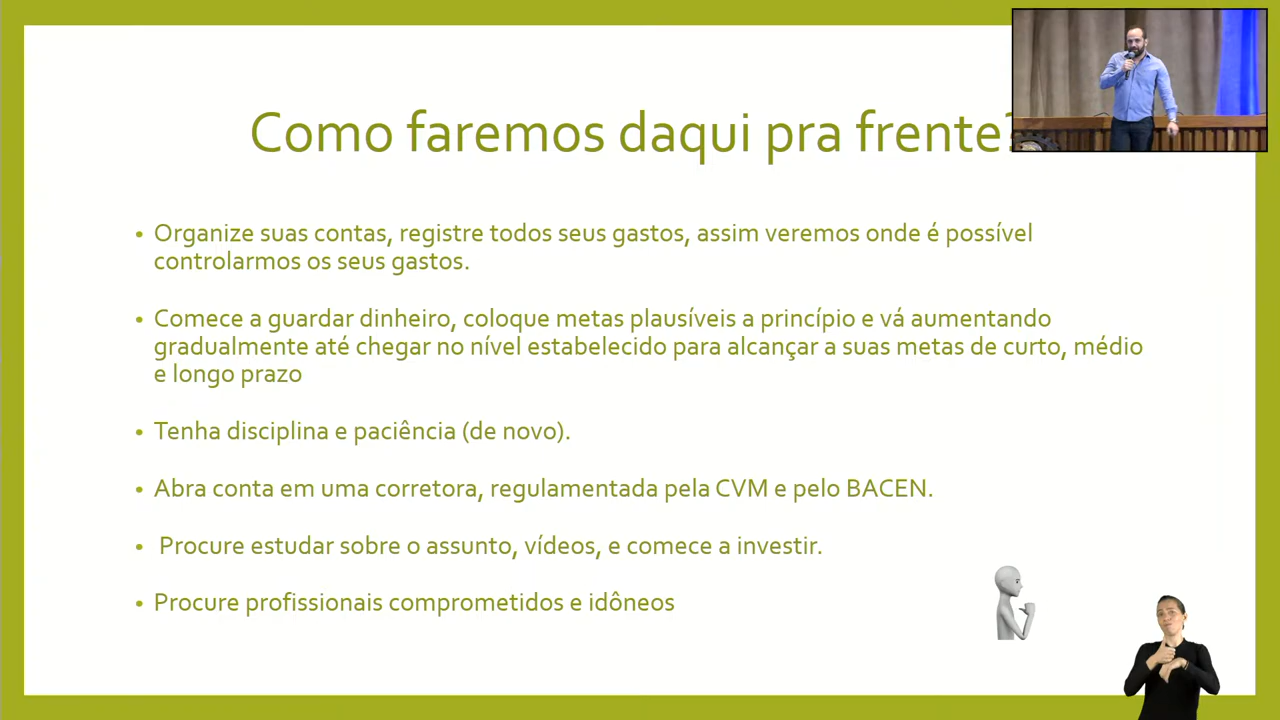 Como faremos daqui pra frente?
• Organize suas contas, registre todos seus gastos, assim veremos onde é possível
controlarmos os seus gastos.
• Comece a guardar dinheiro, coloque metas plausíveis a princípio e vá aumentando
gradualmente até chegar no nível estabelecido para alcançar a suas metas de curto, médio
e longo prazo
• Tenha disciplina e paciência (de novo).
• Abra conta em uma corretora, regulamentada pela CVM e pelo BACEN.
• Procure estudar sobre o assunto, vídeos, e comece a investir.
• Procure profissionais comprometidos e idôneos